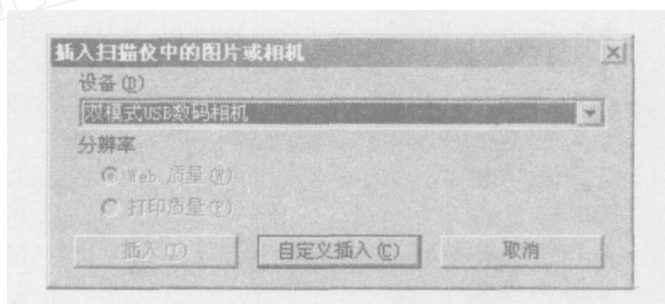 插入扫描仪中的图片或相机
设备(D)
双模式USB数码相机
分辨率
Web 质量(W)
打印质量(P)
插入(I) 自定义插入(C) 取消